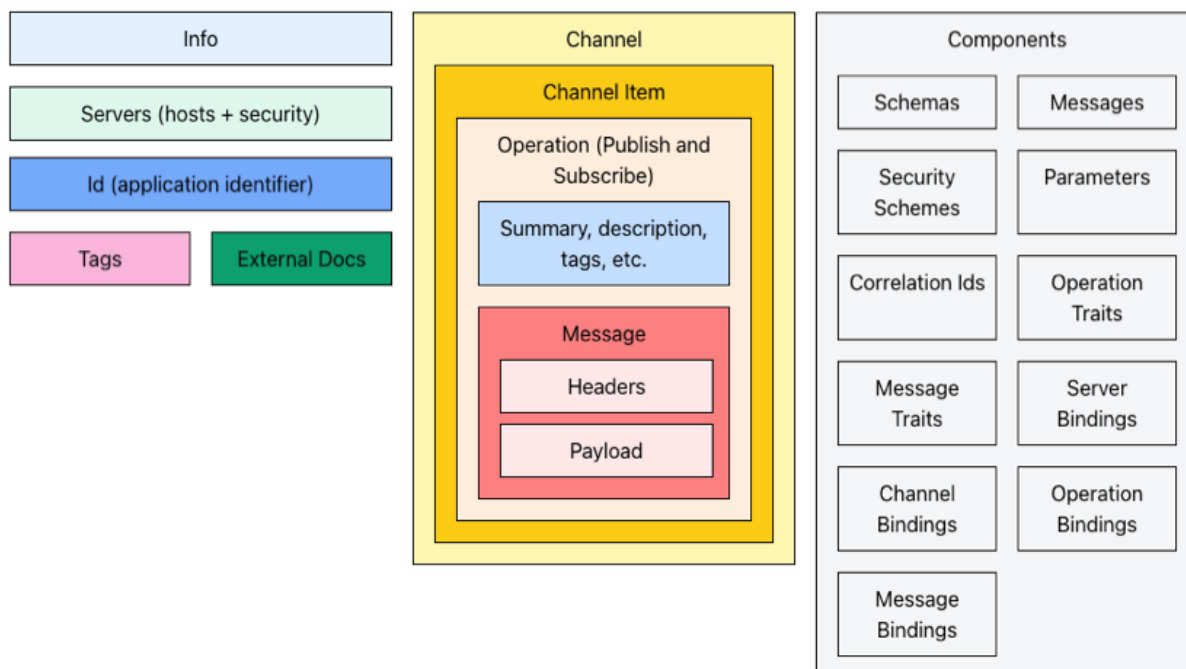 Info
Servers (hosts + security)
Id (application identifier)
Tags
External Docs
Channel
Channel Item
Operation (Publish and
Subscribe)
Summary, description,
tags, etc.
Message
Headers
Payload
Components
Schemas
Messages
Security
Schemes
Parameters
Correlation Ids
Operation
Traits
Message
Traits
Server
Bindings
Channel
Bindings
Operation
Bindings
Message
Bindings